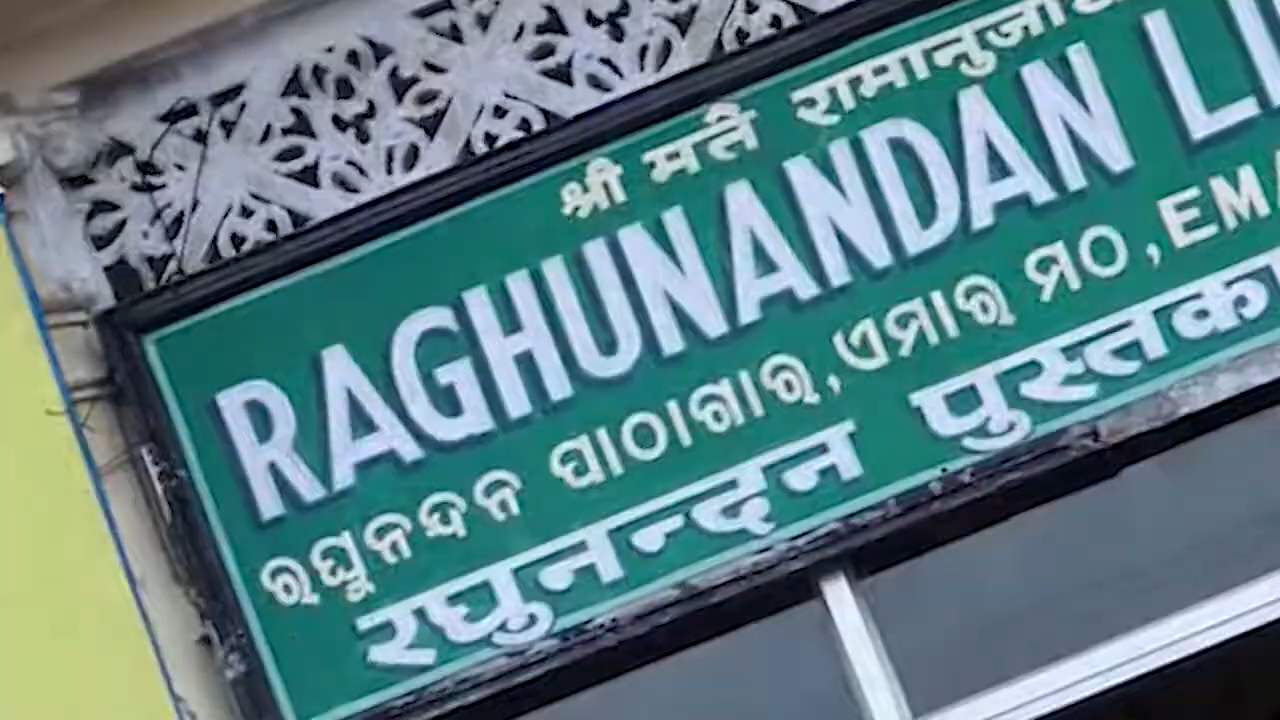 श्री मते रामानुजा
RAGHUNANDAN LI
ରଘୁନନ୍ଦନ ପାଠାଗାର, ଏମାର ମଠ, EMA
रघुनन्दन पुस्तक